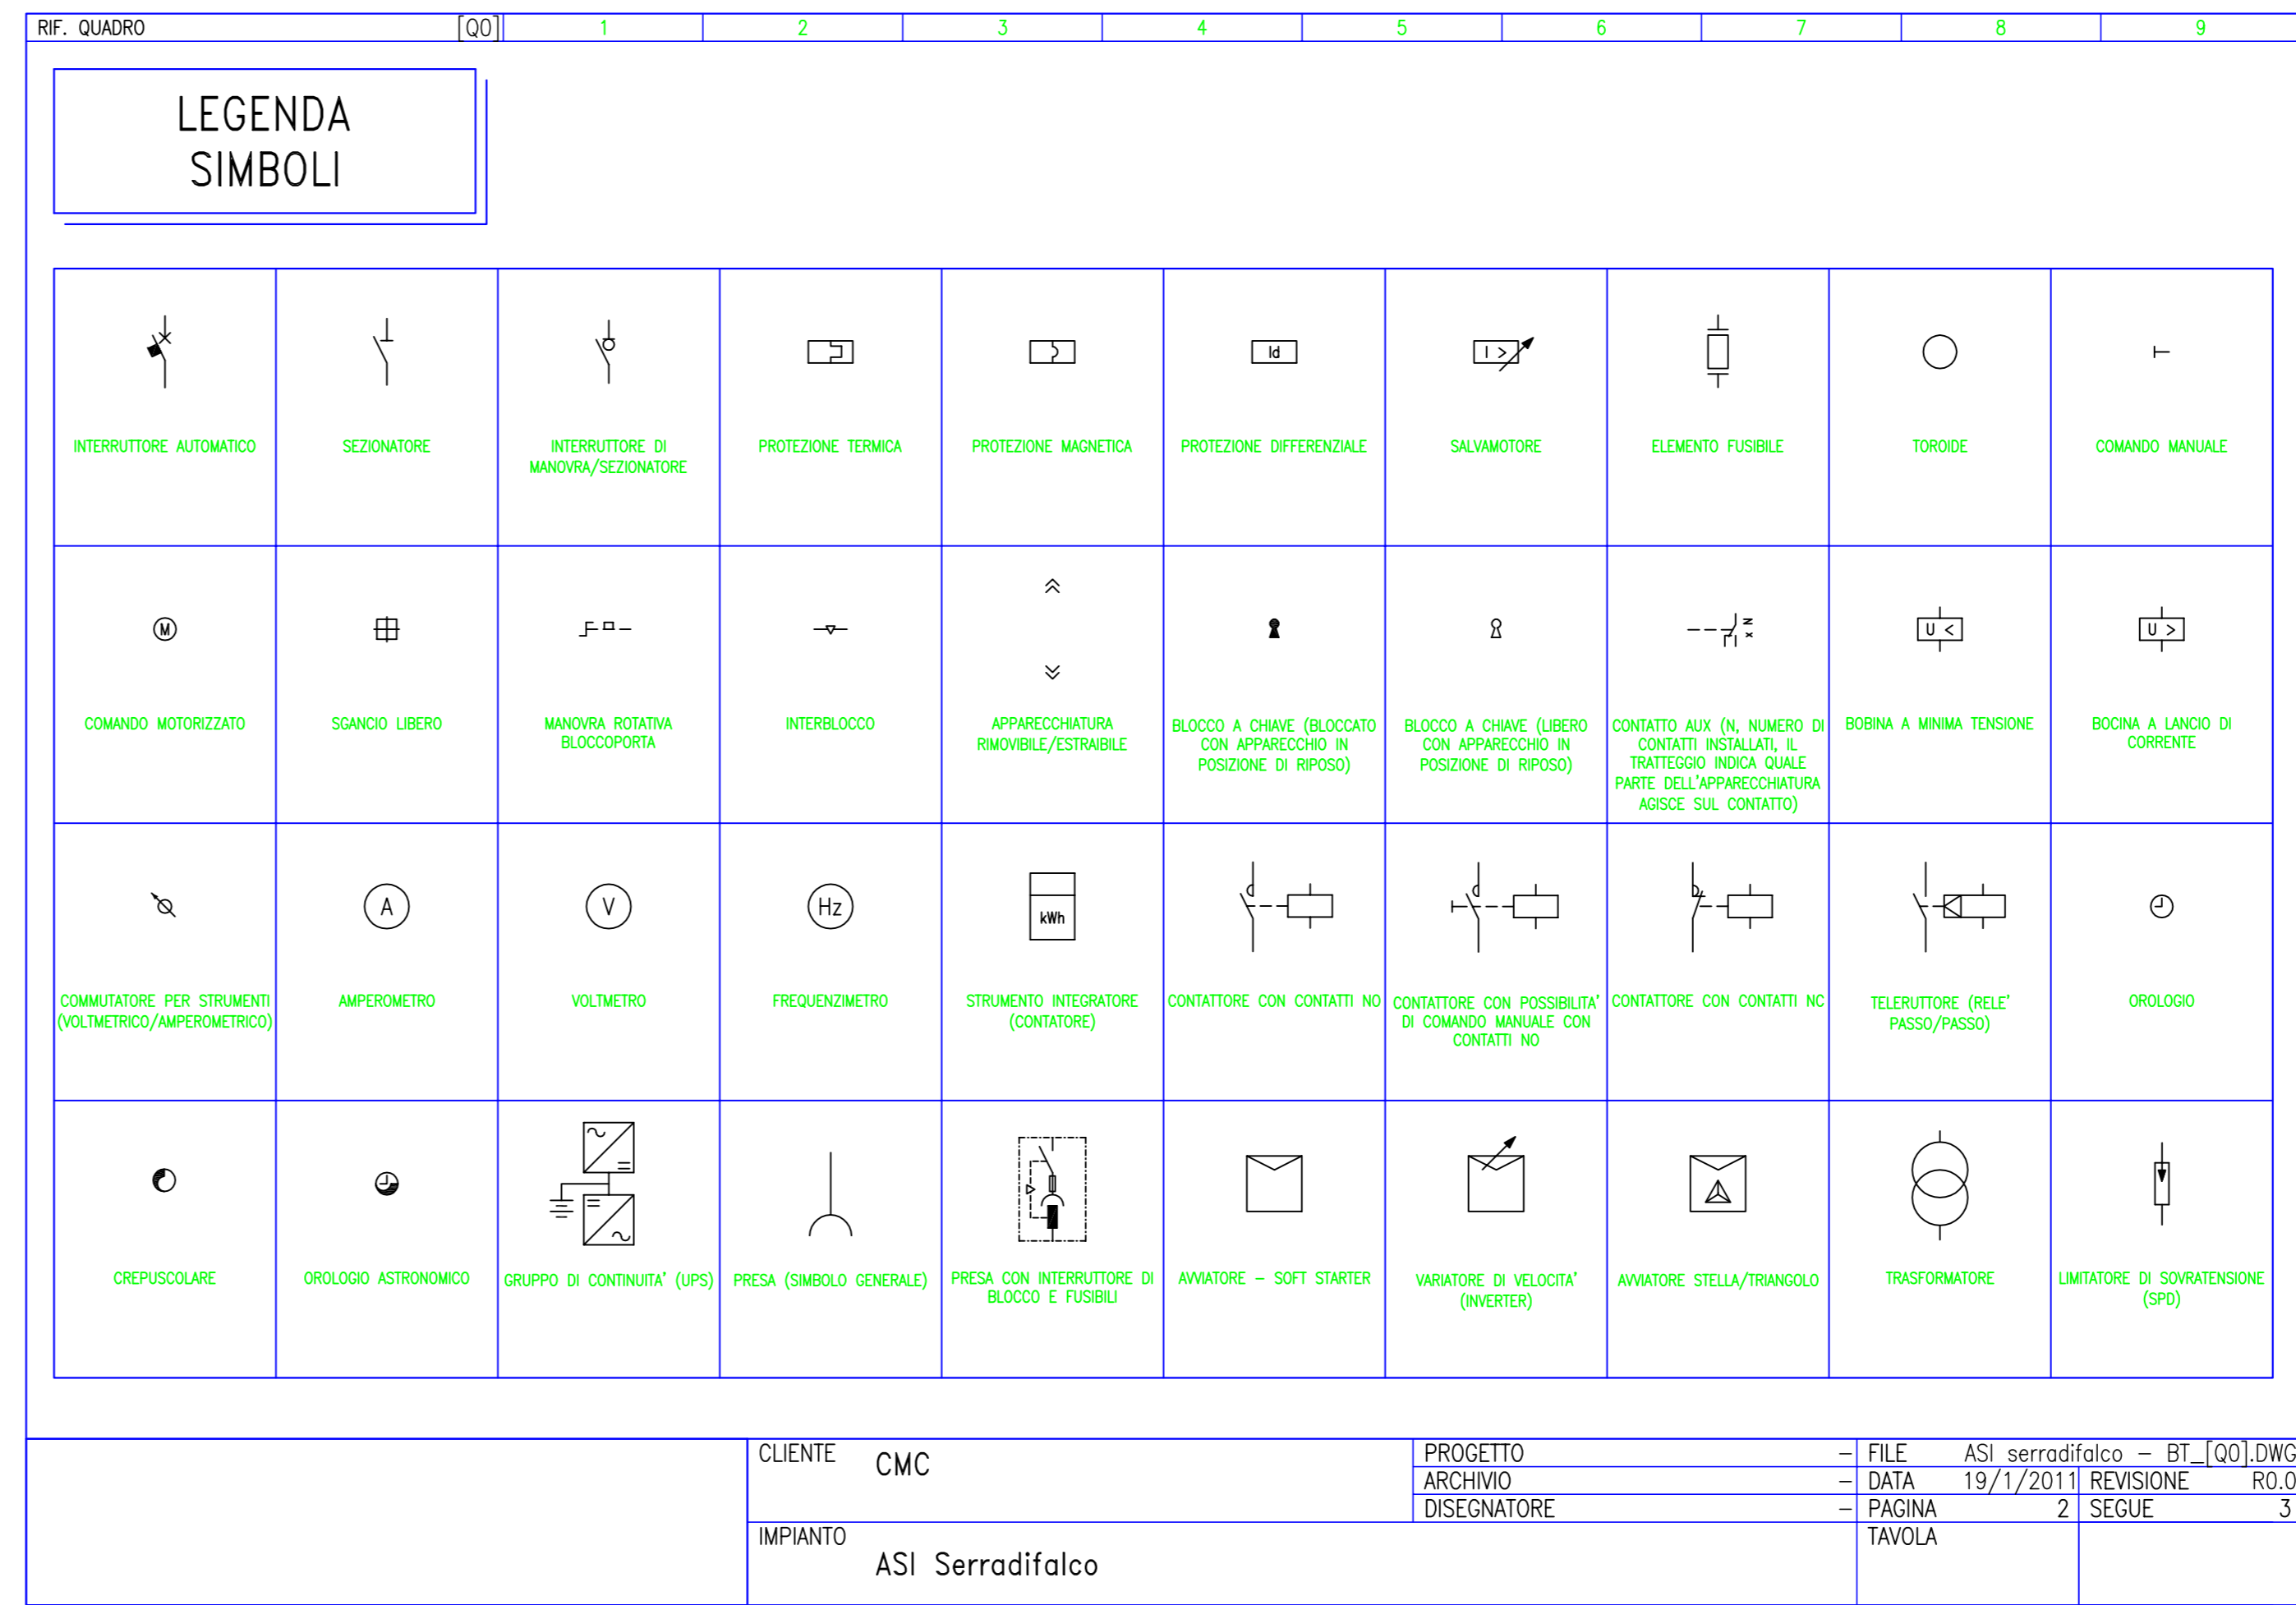 RIF. QUADRO [Q0] 1 2 3 4 5 6 7 8 9
LEGENDA
SIMBOLI
Id
I >
INTERRUTTORE AUTOMATICO
SEZIONATORE
INTERRUTTORE DI
MANOVRA/SEZIONATORE
PROTEZIONE TERMICA
PROTEZIONE MAGNETICA
PROTEZIONE DIFFERENZIALE
SALVAMOTORE
ELEMENTO FUSIBILE
TOROIDE
COMANDO MANUALE
M
N
x
U <
U >
COMANDO MOTORIZZATO
SGANCIO LIBERO
MANOVRA ROTATIVA
BLOCCOPORTA
INTERBLOCCO
APPARECCHIATURA
RIMOVIBILE/ESTRAIBILE
BLOCCO A CHIAVE (BLOCCATO
CON APPARECCHIO IN
POSIZIONE DI RIPOSO)
BLOCCO A CHIAVE (LIBERO
CON APPARECCHIO IN
POSIZIONE DI RIPOSO)
CONTATTO AUX (N, NUMERO DI
CONTATTI INSTALLATI, IL
TRATTEGGIO INDICA QUALE
PARTE DELL'APPARECCHIATURA
AGISCE SUL CONTATTO)
BOBINA A MINIMA TENSIONE
BOCINA A LANCIO DI
CORRENTE
A
V
Hz
kWh
COMMUTATORE PER STRUMENTI
(VOLTMETRICO/AMPEROMETRICO)
AMPEROMETRO
VOLTMETRO
FREQUENZIMETRO
STRUMENTO INTEGRATORE
(CONTATORE)
CONTATTORE CON CONTATTI NO
CONTATTORE CON POSSIBILITA'
DI COMANDO MANUALE CON
CONTATTI NO
CONTATTORE CON CONTATTI NC
TELERUTTORE (RELE'
PASSO/PASSO)
OROLOGIO
CREPUSCOLARE
OROLOGIO ASTRONOMICO
GRUPPO DI CONTINUITA' (UPS)
PRESA (SIMBOLO GENERALE)
PRESA CON INTERRUTTORE DI
BLOCCO E FUSIBILI
AVVIATORE – SOFT STARTER
VARIATORE DI VELOCITA'
(INVERTER)
AVVIATORE STELLA/TRIANGOLO
TRASFORMATORE
LIMITATORE DI SOVRATENSIONE
(SPD)
CLIENTE CMC
PROGETTO –
ARCHIVIO –
DISEGNATORE –
FILE ASI serradifalco – BT_[Q0].DWG
DATA 19/1/2011 REVISIONE R0.0
PAGINA 2 SEGUE 3
IMPIANTO
ASI Serradifalco
TAVOLA